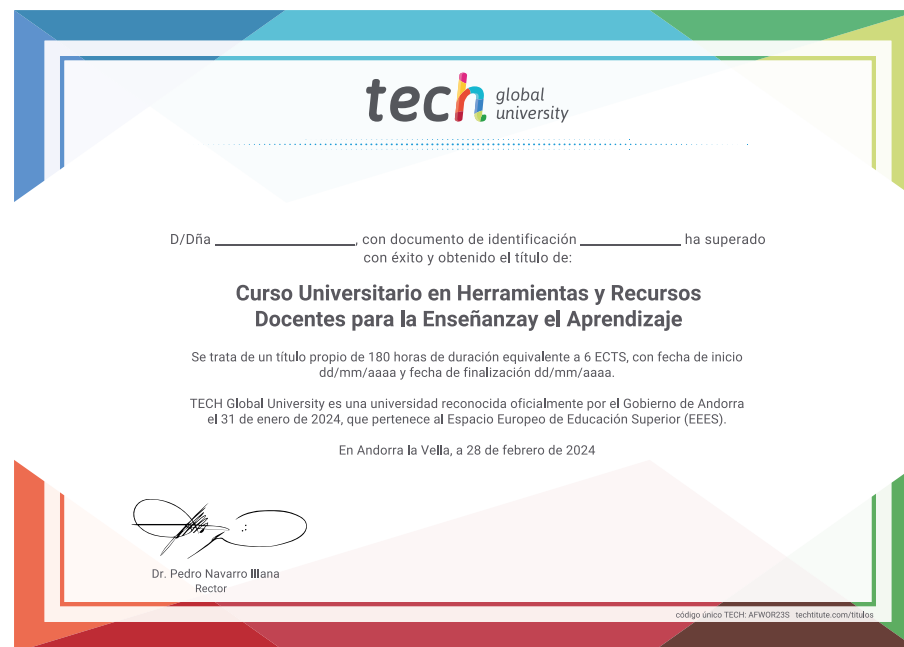 tech global
university
D/Dña ____________________, con documento de identificación ______________ ha superado
con éxito y obtenido el título de:
Curso Universitario en Herramientas y Recursos
Docentes para la Enseñanzay el Aprendizaje
Se trata de un título propio de 180 horas de duración equivalente a 6 ECTS, con fecha de inicio
dd/mm/aaaa y fecha de finalización dd/mm/aaaa.
TECH Global University es una universidad reconocida oficialmente por el Gobierno de Andorra
el 31 de enero de 2024, que pertenece al Espacio Europeo de Educación Superior (EEES).
En Andorra la Vella, a 28 de febrero de 2024
Dr. Pedro Navarro Illana
Rector
código único TECH: AFWOR23S techtitute.com/titulos